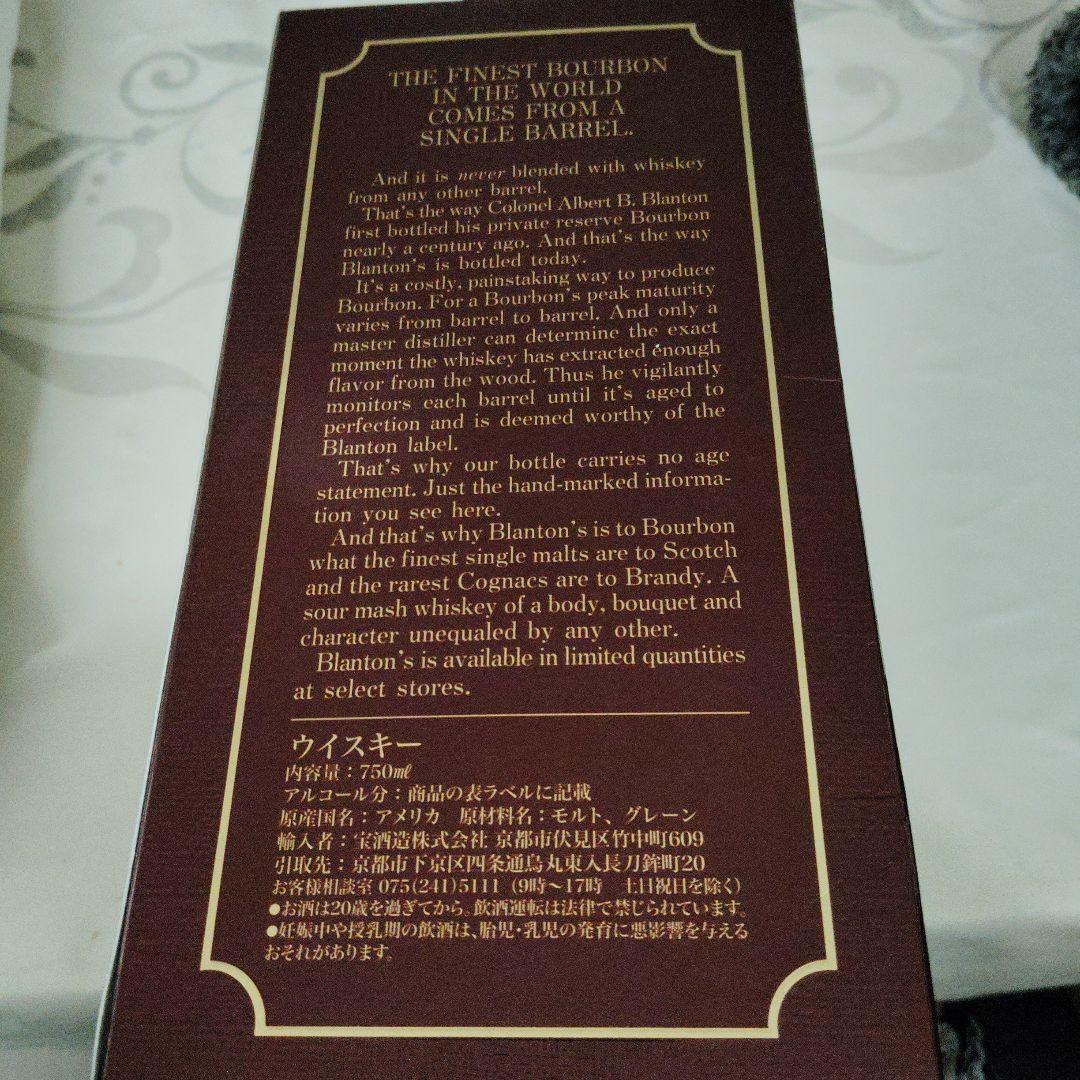 THE FINEST BOURBON
IN THE WORLD
COMES FROM A
SINGLE BARREL.
And it is never blended with whiskey
from any other barrel.
That's the way Colonel Albert B. Blanton
first bottled his private reserve Bourbon
nearly a century ago. And that's the way
Blanton's is bottled today.
It's a costly, painstaking way to produce
Bourbon. For a Bourbon's peak maturity
varies from barrel to barrel. And only a
master distiller can determine the exact
moment the whiskey has extracted enough
flavor from the wood. Thus he vigilantly
monitors each barrel until it's aged to
perfection and is deemed worthy of the
Blanton label.
That's why our bottle carries no age
statement. Just the hand-marked informa-
tion you see here.
And that's why Blanton's is to Bourbon
what the finest single malts are to Scotch
and the rarest Cognacs are to Brandy. A
sour mash whiskey of a body, bouquet and
character unequaled by any other.
Blanton's is available in limited quantities
at select stores.
ウイスキー
内容量：750㎖
アルコール分：商品の表ラベルに記載
原産国名：アメリカ 原材料名：モルト、グレーン
輸入者：宝酒造株式会社 京都市伏見区竹中町609
引取先：京都市下京区四条通烏丸東入長刀鉾町20
お客様相談室 075(241)5111 (9時〜17時 土日祝日を除く)
●お酒は20歳を過ぎてから。飲酒運転は法律で禁じられています。
●妊娠中や授乳期の飲酒は、胎児・乳児の発育に悪影響を与える
おそれがあります。